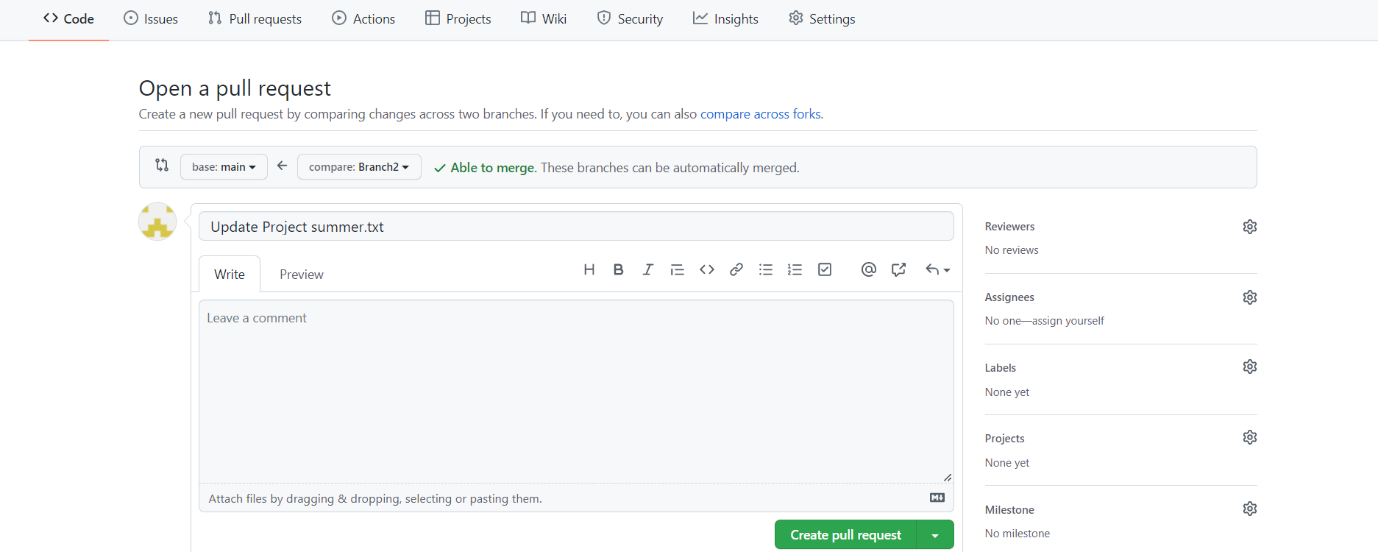 Code Issues Pull requests Actions Projects Wiki Security Insights Settings
Open a pull request
Create a new pull request by comparing changes across two branches. If you need to, you can also compare across forks.
base: main compare: Branch2 Able to merge. These branches can be automatically merged.
Update Project summer.txt
Write Preview
Leave a comment
Attach files by dragging & dropping, selecting or pasting them.
Create pull request
Reviewers
No reviews
Assignees
No one—assign yourself
Labels
None yet
Projects
None yet
Milestone
No milestone